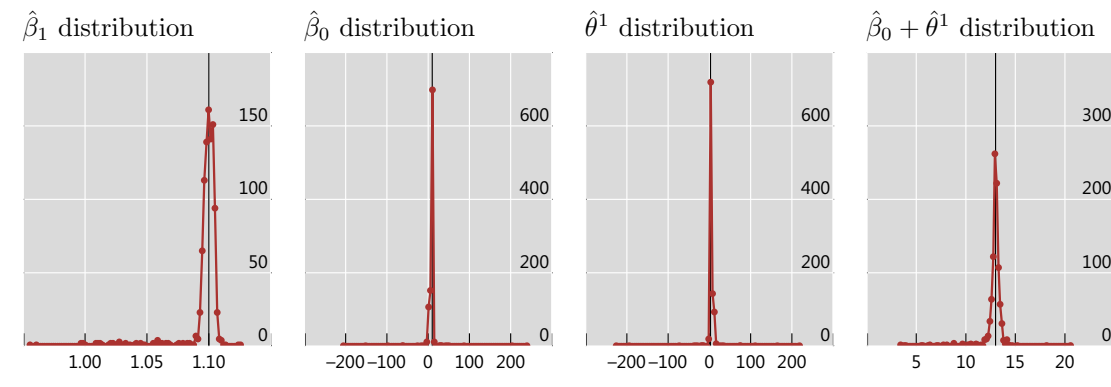 β̂₁ distribution
β̂₀ distribution
θ̂¹ distribution
β̂₀ + θ̂¹ distribution
150
100
50
0
1.00 1.05 1.10
600
400
200
0
−200 −100 0 100 200
600
400
200
0
−200 −100 0 100 200
300
200
100
0
5 10 15 20